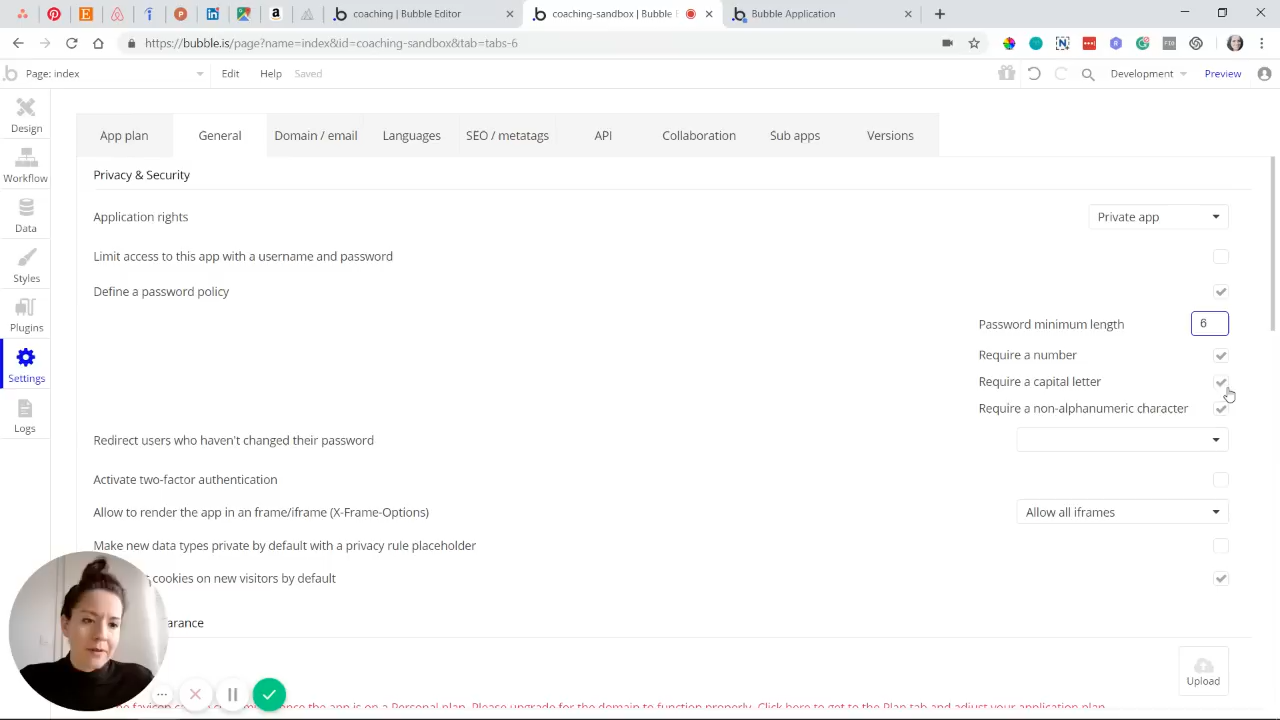 coaching | Bubble Editor
coaching-sandbox | Bubble E
Bubble Application
https://bubble.is/page?name=index&id=coaching-sandbox&tab=tabs-6
Page: index
Edit
Help
Saved
Development
Preview
Design
Workflow
Data
Styles
Plugins
Settings
Logs
App plan
General
Domain / email
Languages
SEO / metatags
API
Collaboration
Sub apps
Versions
Privacy & Security
Application rights
Private app
Limit access to this app with a username and password
Define a password policy
Password minimum length
6
Require a number
Require a capital letter
Require a non-alphanumeric character
Redirect users who haven't changed their password
Activate two-factor authentication
Allow to render the app in an frame/iframe (X-Frame-Options)
Allow all iframes
Make new data types private by default with a privacy rule placeholder
cookies on new visitors by default
arance
Upload
the app is on a Personal plan. Please upgrade for the domain to function properly. Click here to get to the Plan tab and adjust your application plan.